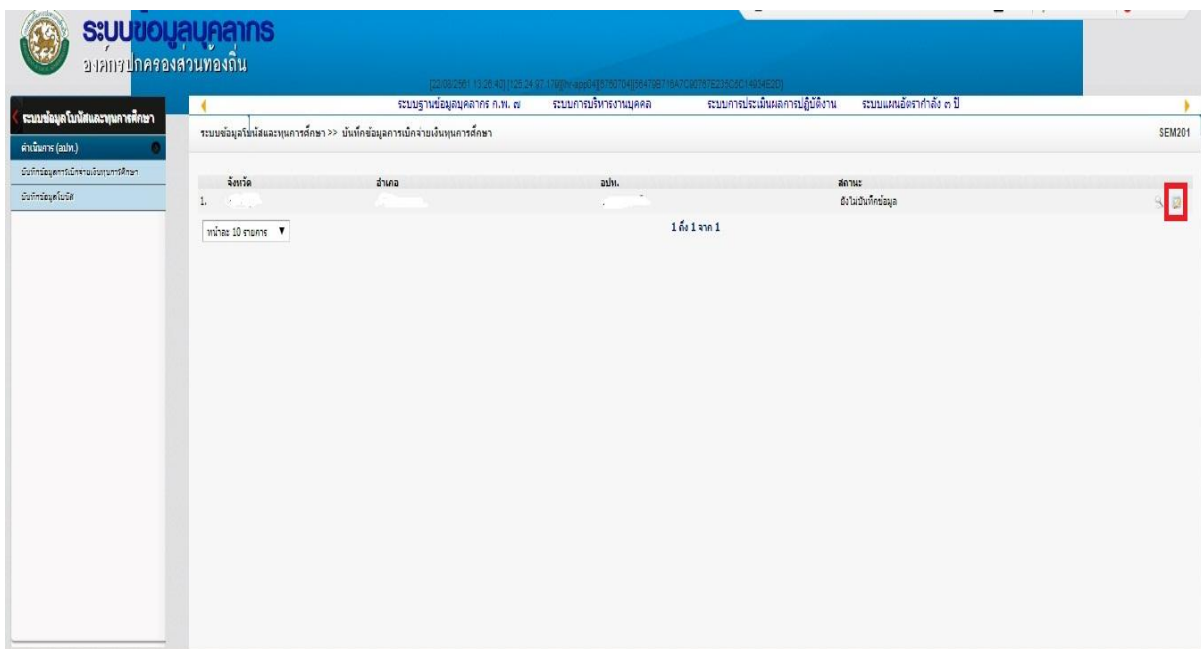 ระบบข้อมูลบุคลากร
องค์กรปกครองส่วนท้องถิ่น
ระบบฐานข้อมูลบุคลากร ก.พ. ๗ ระบบการบริหารงานบุคคล ระบบการประเมินผลการปฏิบัติงาน ระบบแผนอัตรากำลัง ๓ ปี
ระบบข้อมูลโบนัสและทุนการศึกษา
ระบบข้อมูลโบนัสและทุนการศึกษา >> บันทึกข้อมูลการเบิกจ่ายเงินทุนการศึกษา SEM201
ดำเนินการ (อปท.)
บันทึกข้อมูลการเบิกจ่ายเงินทุนการศึกษา
บันทึกข้อมูลโบนัส
จังหวัด อำเภอ อปท. สถานะ
1. ยังไม่บันทึกข้อมูล
หน้าละ 10 รายการ 1 ถึง 1 จาก 1